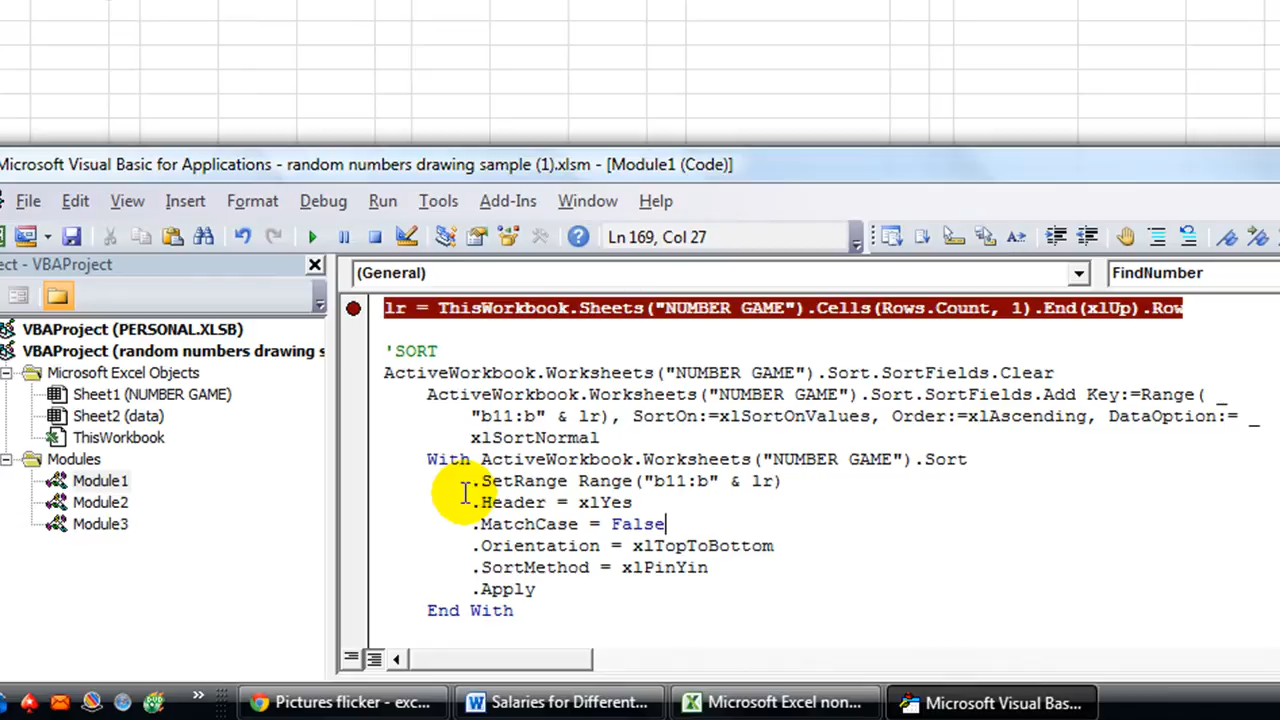 Microsoft Visual Basic for Applications - random numbers drawing sample (1).xlsm - [Module1 (Code)]
File Edit View Insert Format Debug Run Tools Add-Ins Window Help
Ln 169, Col 27
ct - VBAProject
(General)
FindNumber
VBAProject (PERSONAL.XLSB)
VBAProject (random numbers drawing s
Microsoft Excel Objects
Sheet1 (NUMBER GAME)
Sheet2 (data)
ThisWorkbook
Modules
Module1
Module2
Module3
lr = ThisWorkbook.Sheets("NUMBER GAME").Cells(Rows.Count, 1).End(xlUp).Row
'SORT
ActiveWorkbook.Worksheets("NUMBER GAME").Sort.SortFields.Clear
ActiveWorkbook.Worksheets("NUMBER GAME").Sort.SortFields.Add Key:=Range( _
"b11:b" & lr), SortOn:=xlSortOnValues, Order:=xlAscending, DataOption:= _
xlSortNormal
With ActiveWorkbook.Worksheets("NUMBER GAME").Sort
.SetRange Range("b11:b" & lr)
.Header = xlYes
.MatchCase = False
.Orientation = xlTopToBottom
.SortMethod = xlPinYin
.Apply
End With
Pictures flicker - exc...
Salaries for Different...
Microsoft Excel non...
Microsoft Visual Bas...